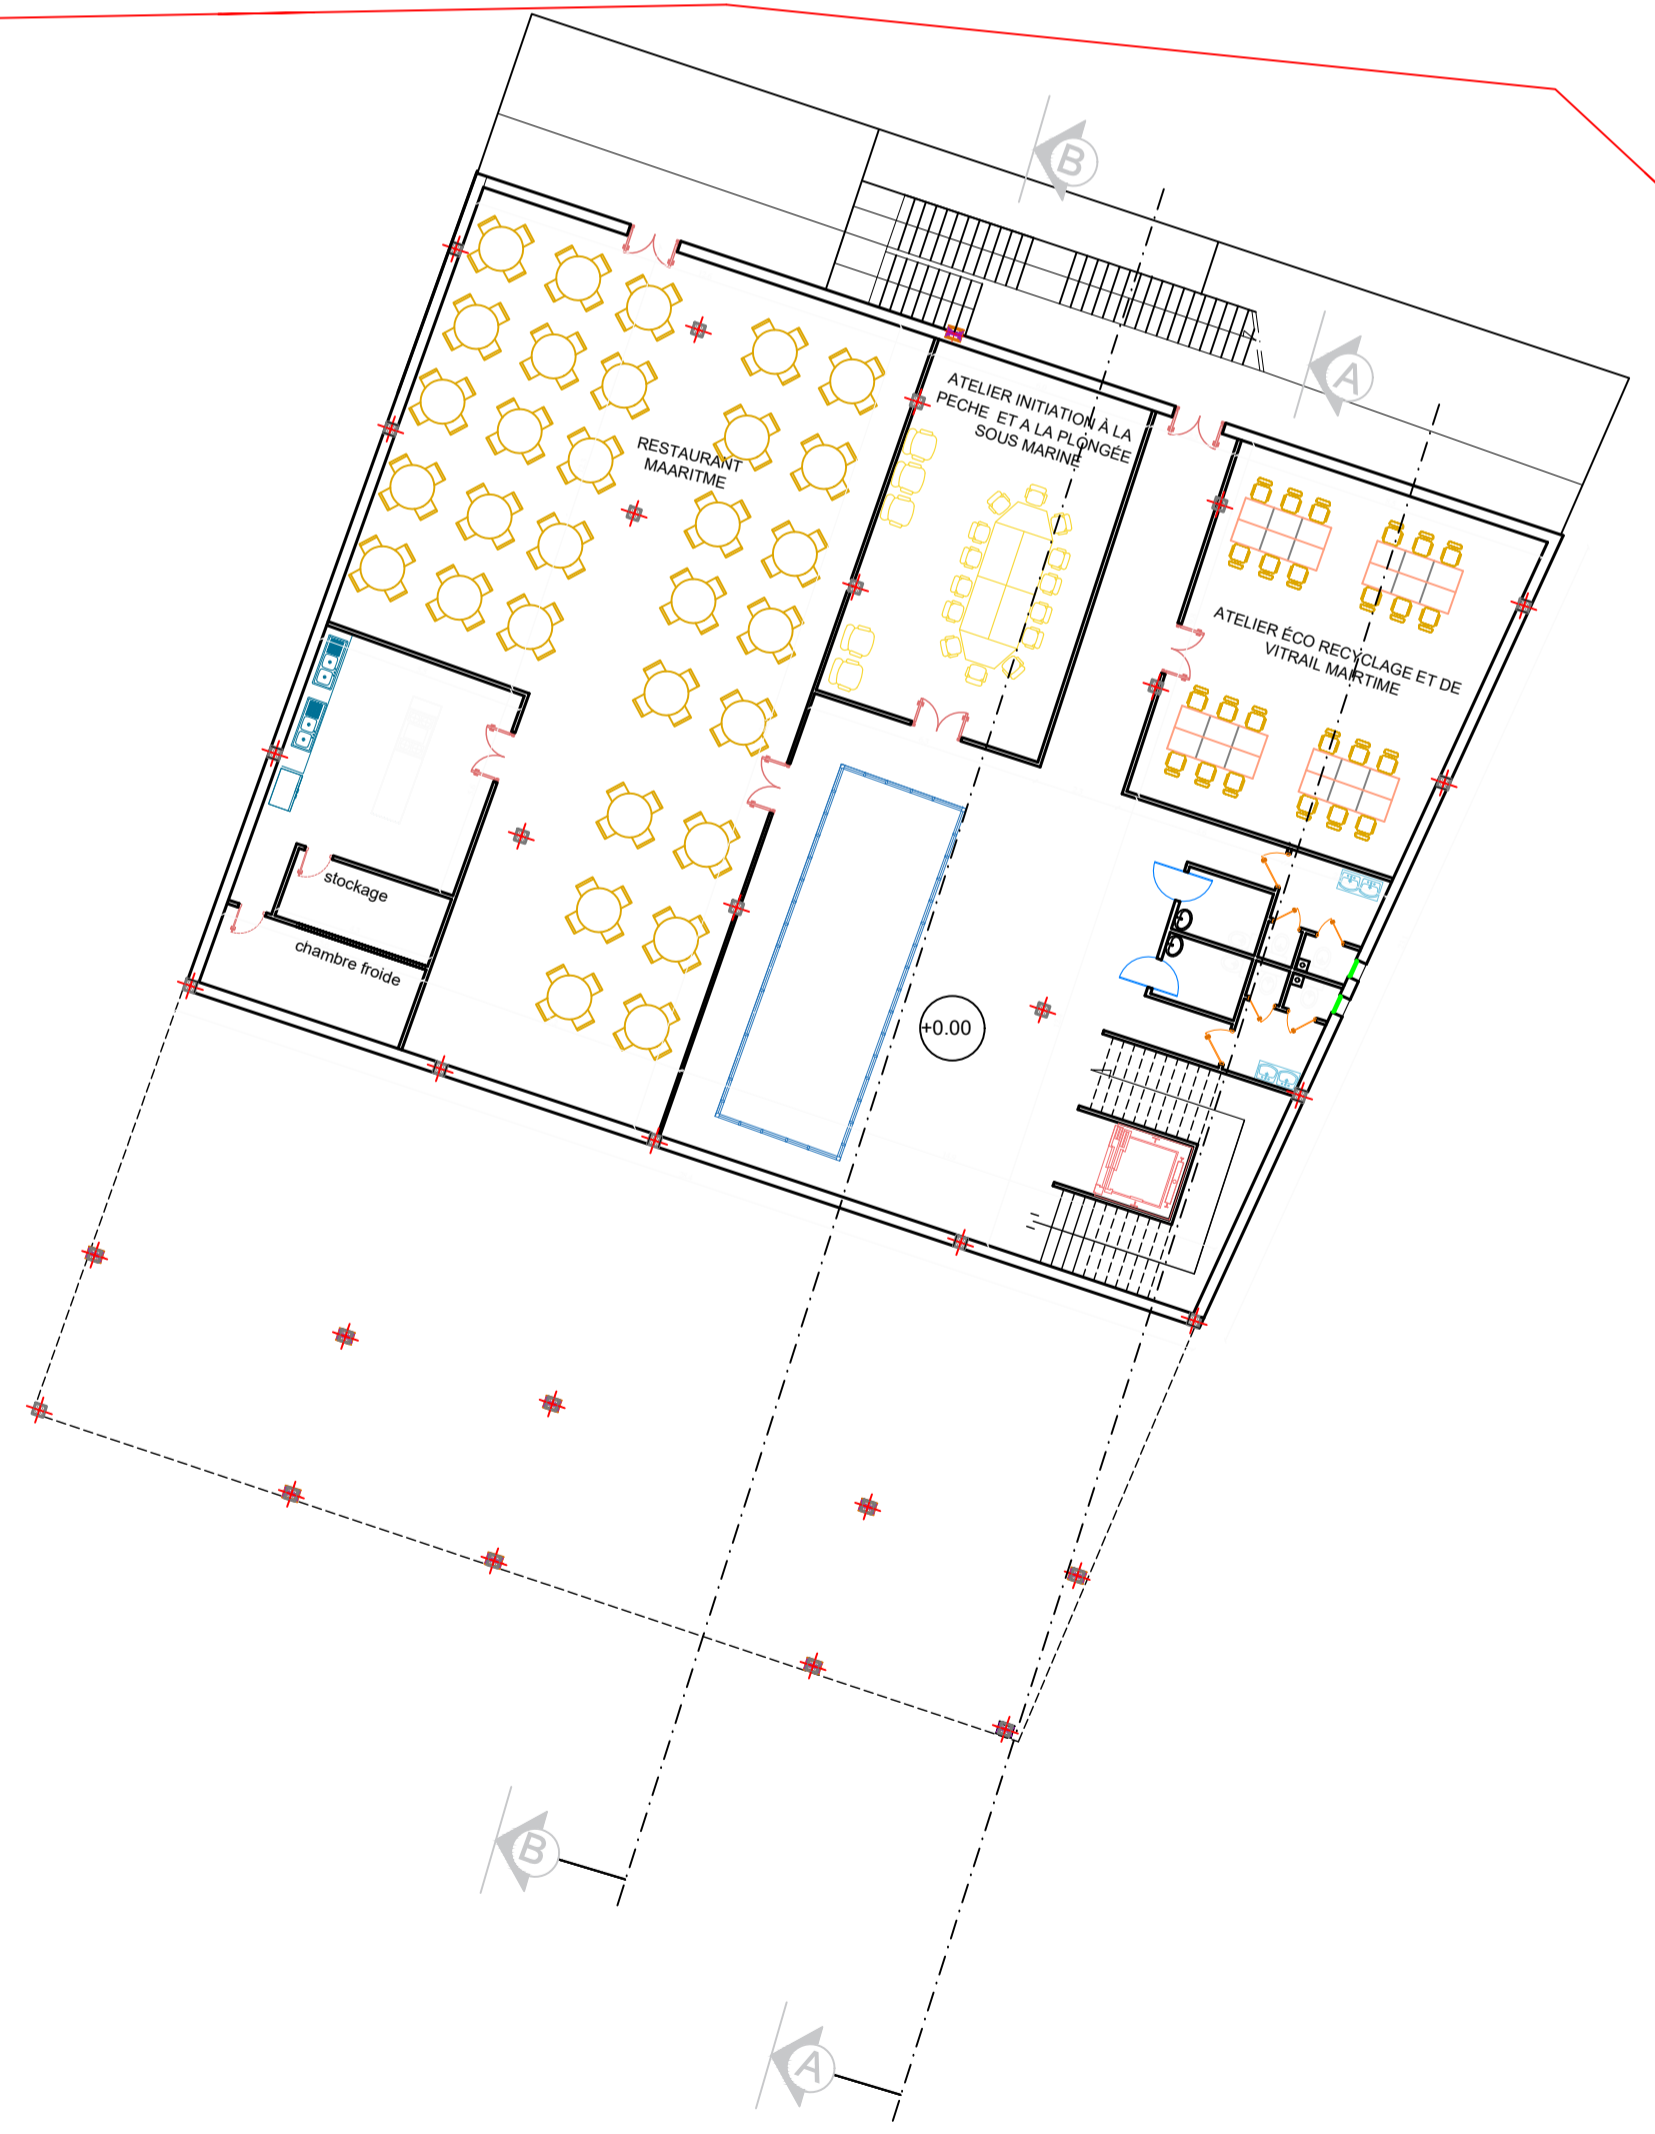 B
A
ATELIER INITIATION À LA
PECHE ET A LA PLONGÉE
SOUS MARINE
RESTAURANT
MAARITME
ATELIER ÉCO RECYCLAGE ET DE
VITRAIL MAIRTIME
stockage
chambre froide
+0.00
B
A